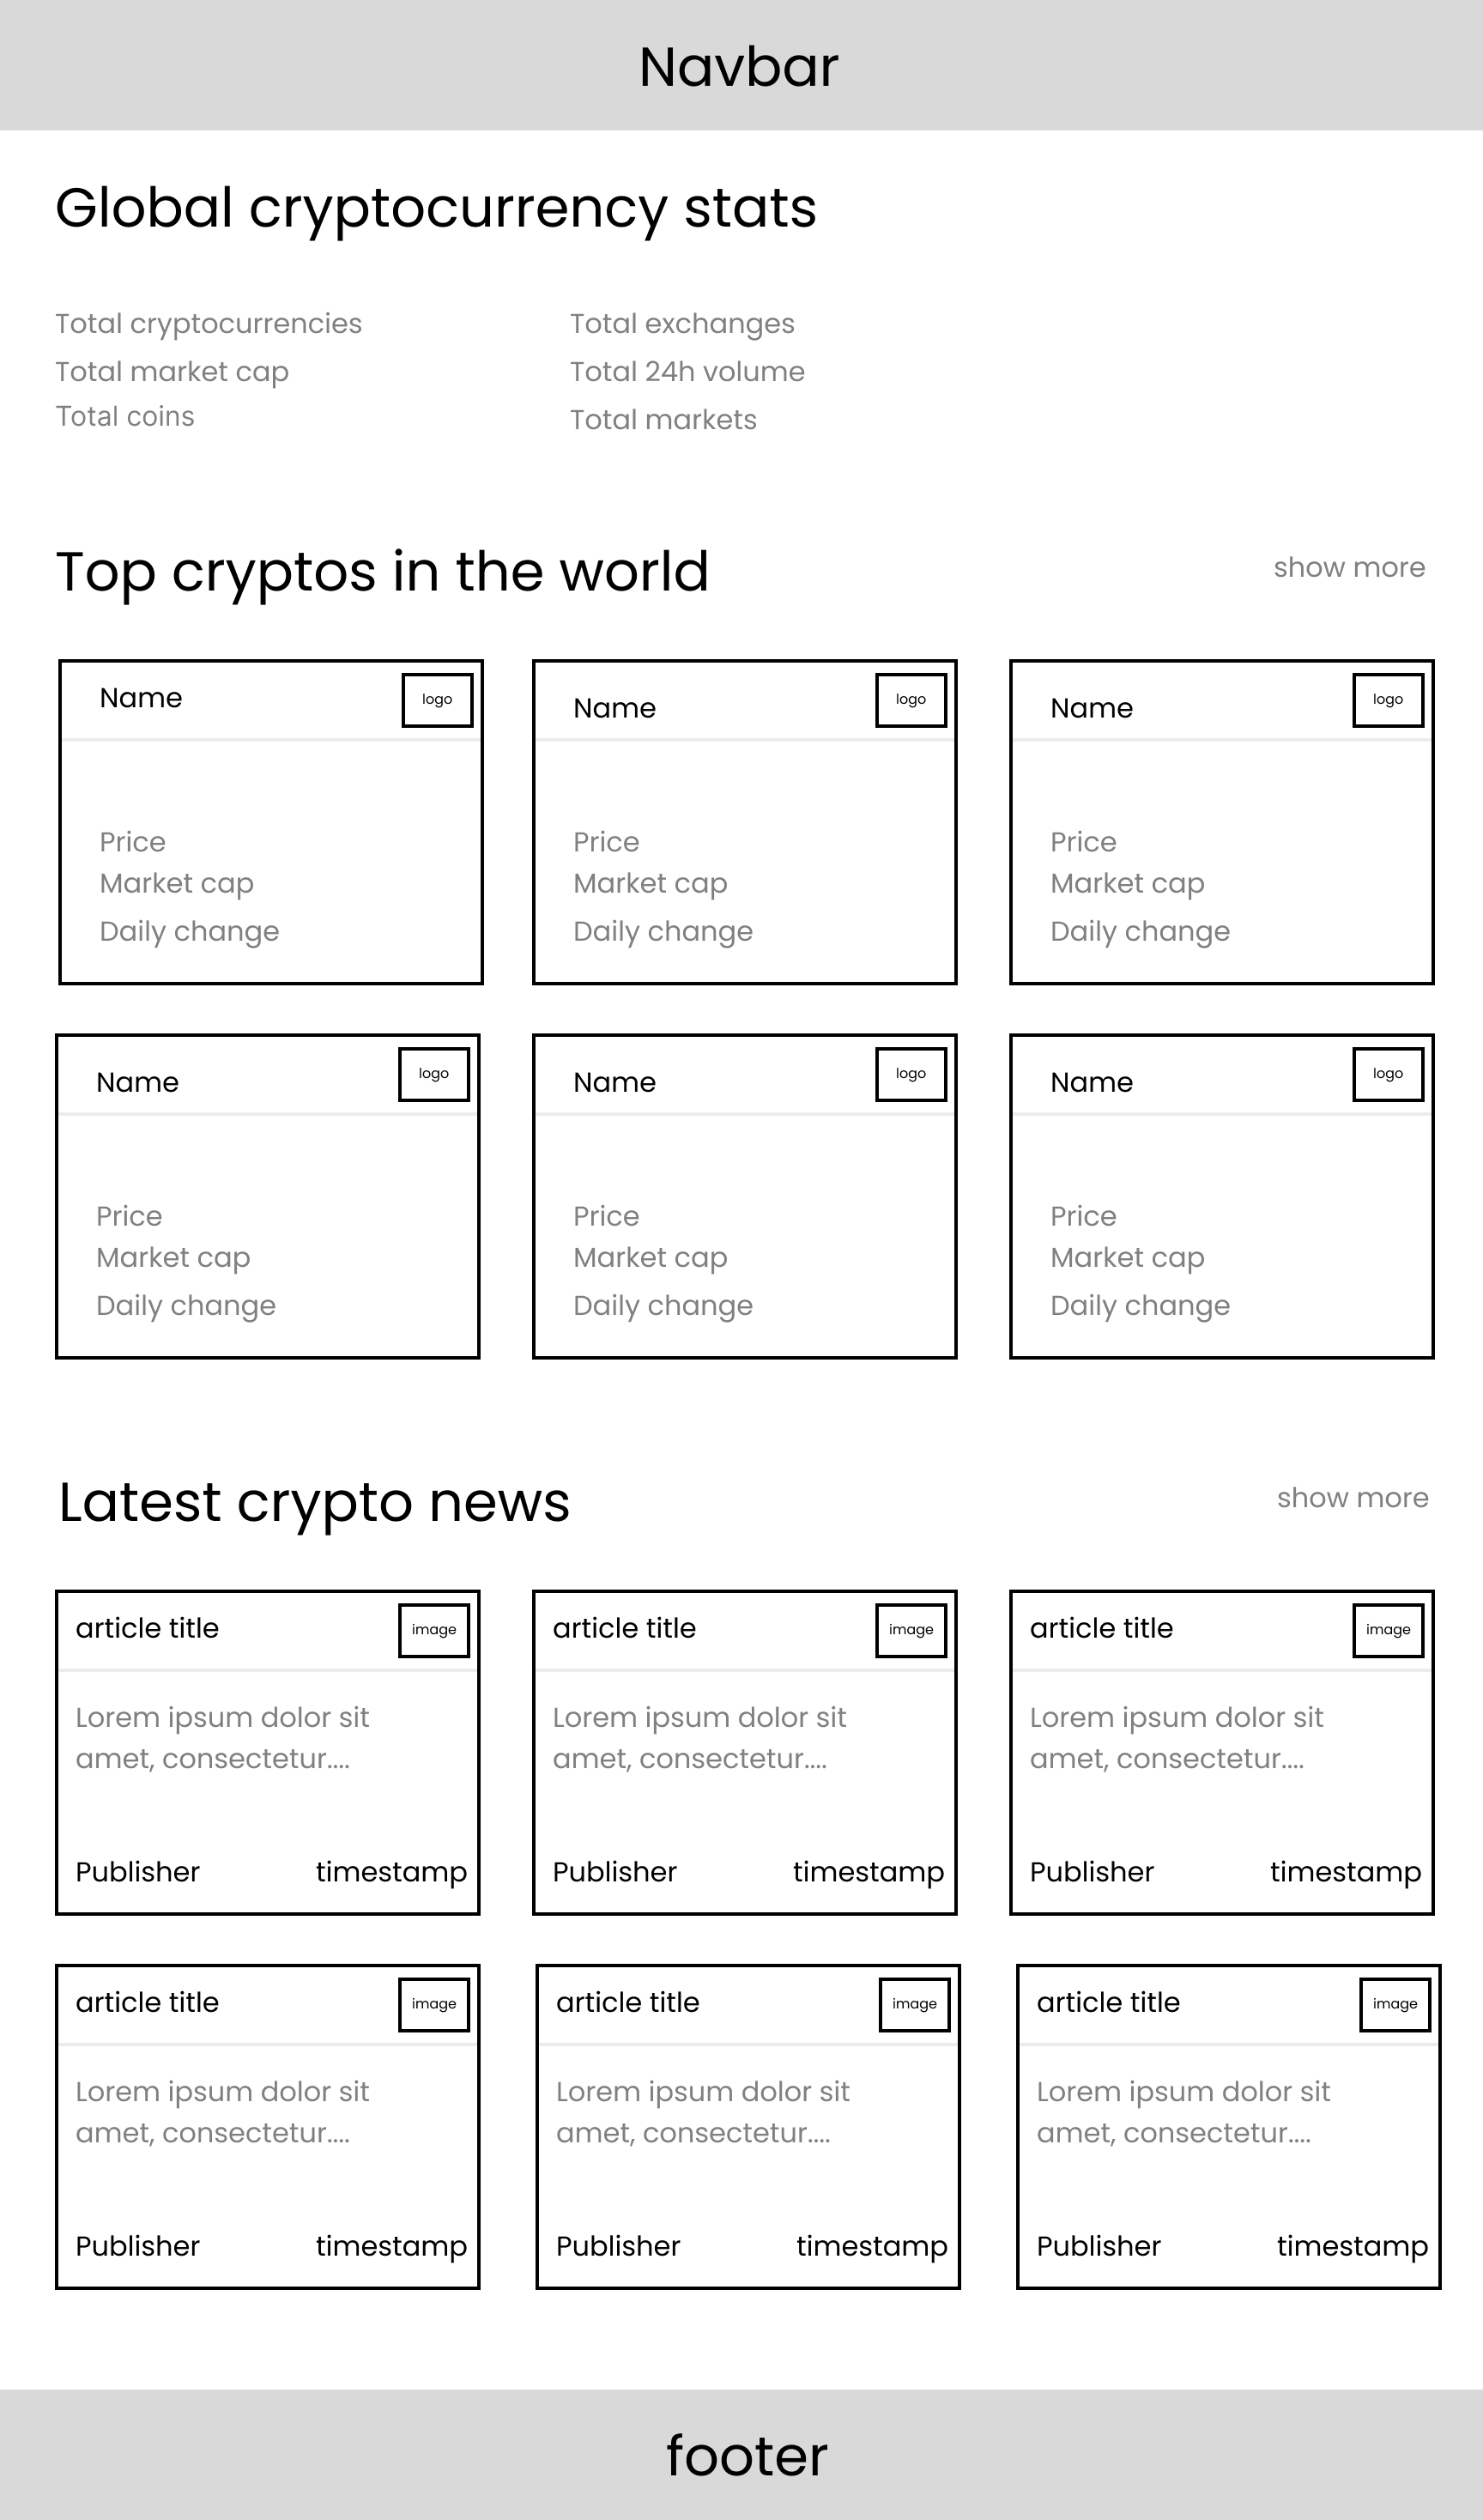 Navbar
Global cryptocurrency stats
Total cryptocurrencies
Total exchanges
Total market cap
Total 24h volume
Total coins
Total markets
Top cryptos in the world
show more
Name
logo
Price
Market cap
Daily change
Name
logo
Price
Market cap
Daily change
Name
logo
Price
Market cap
Daily change
Name
logo
Price
Market cap
Daily change
Name
logo
Price
Market cap
Daily change
Name
logo
Price
Market cap
Daily change
Latest crypto news
show more
article title
image
Lorem ipsum dolor sit
amet, consectetur....
Publisher
timestamp
article title
image
Lorem ipsum dolor sit
amet, consectetur....
Publisher
timestamp
article title
image
Lorem ipsum dolor sit
amet, consectetur....
Publisher
timestamp
article title
image
Lorem ipsum dolor sit
amet, consectetur....
Publisher
timestamp
article title
image
Lorem ipsum dolor sit
amet, consectetur....
Publisher
timestamp
article title
image
Lorem ipsum dolor sit
amet, consectetur....
Publisher
timestamp
footer